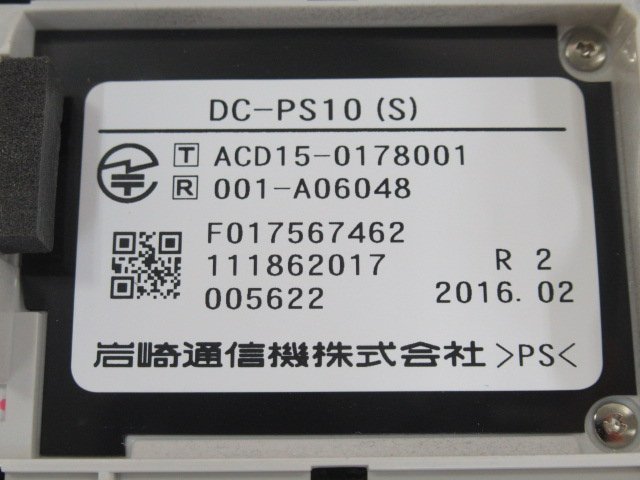 DC-PS10 (S)
T ACD15-0178001
R 001-A06048
F017567462
111862017 R 2
005622 2016. 02
岩崎通信機株式会社 >PS<